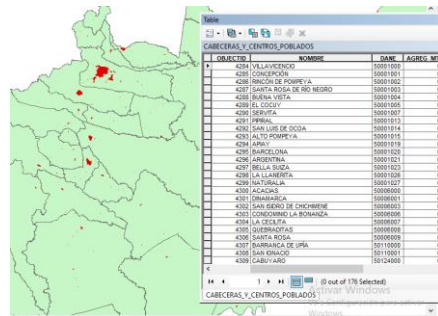 Table
CABECERAS_Y_CENTROS_POBLADOS
OBJECTID NOMBRE DANE AGREG_MT
4284 VILLAVICENCIO 50001000
4285 CONCEPCIÓN 50001001
4286 RINCÓN DE POMPEYA 50001002
4287 SANTA ROSA DE RÍO NEGRO 50001003
4288 BUENA VISTA 50001004
4289 EL COCUY 50001005
4290 SERVITA 50001007
4291 PIPIRAL 50001013
4292 SAN LUIS DE OCOA 50001014
4293 ALTO POMPEYA 50001015
4294 APIAY 50001019
4295 BARCELONA 50001020
4296 ARGENTINA 50001021
4297 BELLA SUIZA 50001023
4298 LA LLANERITA 50001026
4299 NATURALIA 50001027
4300 ACACIAS 50006000
4301 DINAMARCA 50006001
4302 SAN ISIDRO DE CHICHIMENE 50006003
4303 CONDOMINIO LA BONANZA 50006006
4304 LA CECILITA 50006007
4305 QUEBRADITAS 50006008
4306 SANTA ROSA 50006009
4307 BARRANCA DE UPÍA 50110000
4308 SAN IGNACIO 50110001
4309 CABUYARO 50124000
1 (0 out of 176 Selected)
Activar Windows
CABECERAS_Y_CENTROS_POBLADOS
Windows.